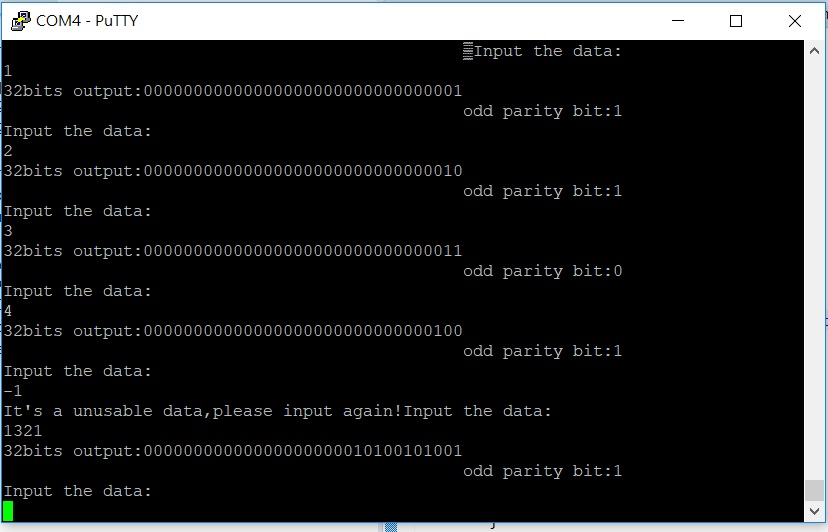 COM4 - PuTTY
Input the data:
1
32bits output:00000000000000000000000000000001
odd parity bit:1
Input the data:
2
32bits output:00000000000000000000000000000010
odd parity bit:1
Input the data:
3
32bits output:00000000000000000000000000000011
odd parity bit:0
Input the data:
4
32bits output:00000000000000000000000000000100
odd parity bit:1
Input the data:
-1
It's a unusable data,please input again!Input the data:
1321
32bits output:00000000000000000000010100101001
odd parity bit:1
Input the data: